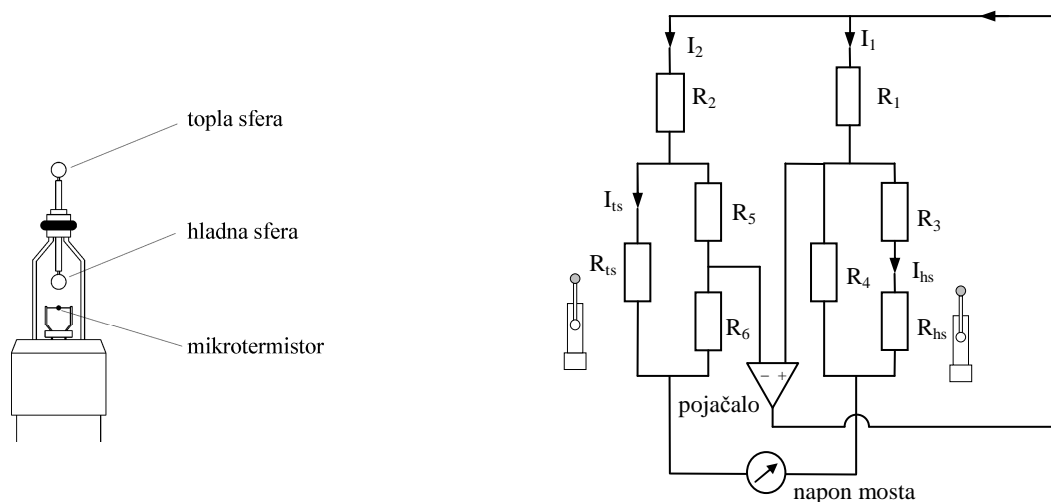 topla sfera
hladna sfera
mikrotermistor
I2
I1
R2
R1
Its
R5
R3
Rts
R4
Ihs
R6
Rhs
− +
pojačalo
napon mosta